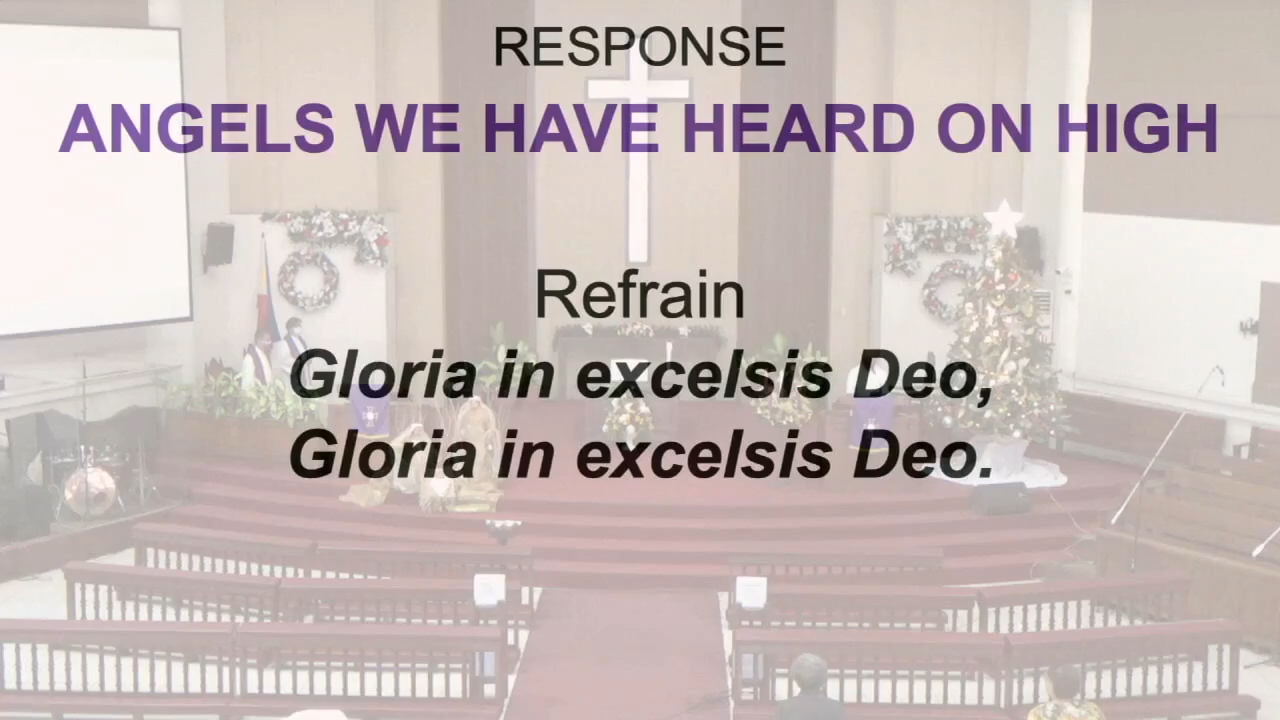 RESPONSE
ANGELS WE HAVE HEARD ON HIGH
Refrain
Gloria in excelsis Deo,
Gloria in excelsis Deo.